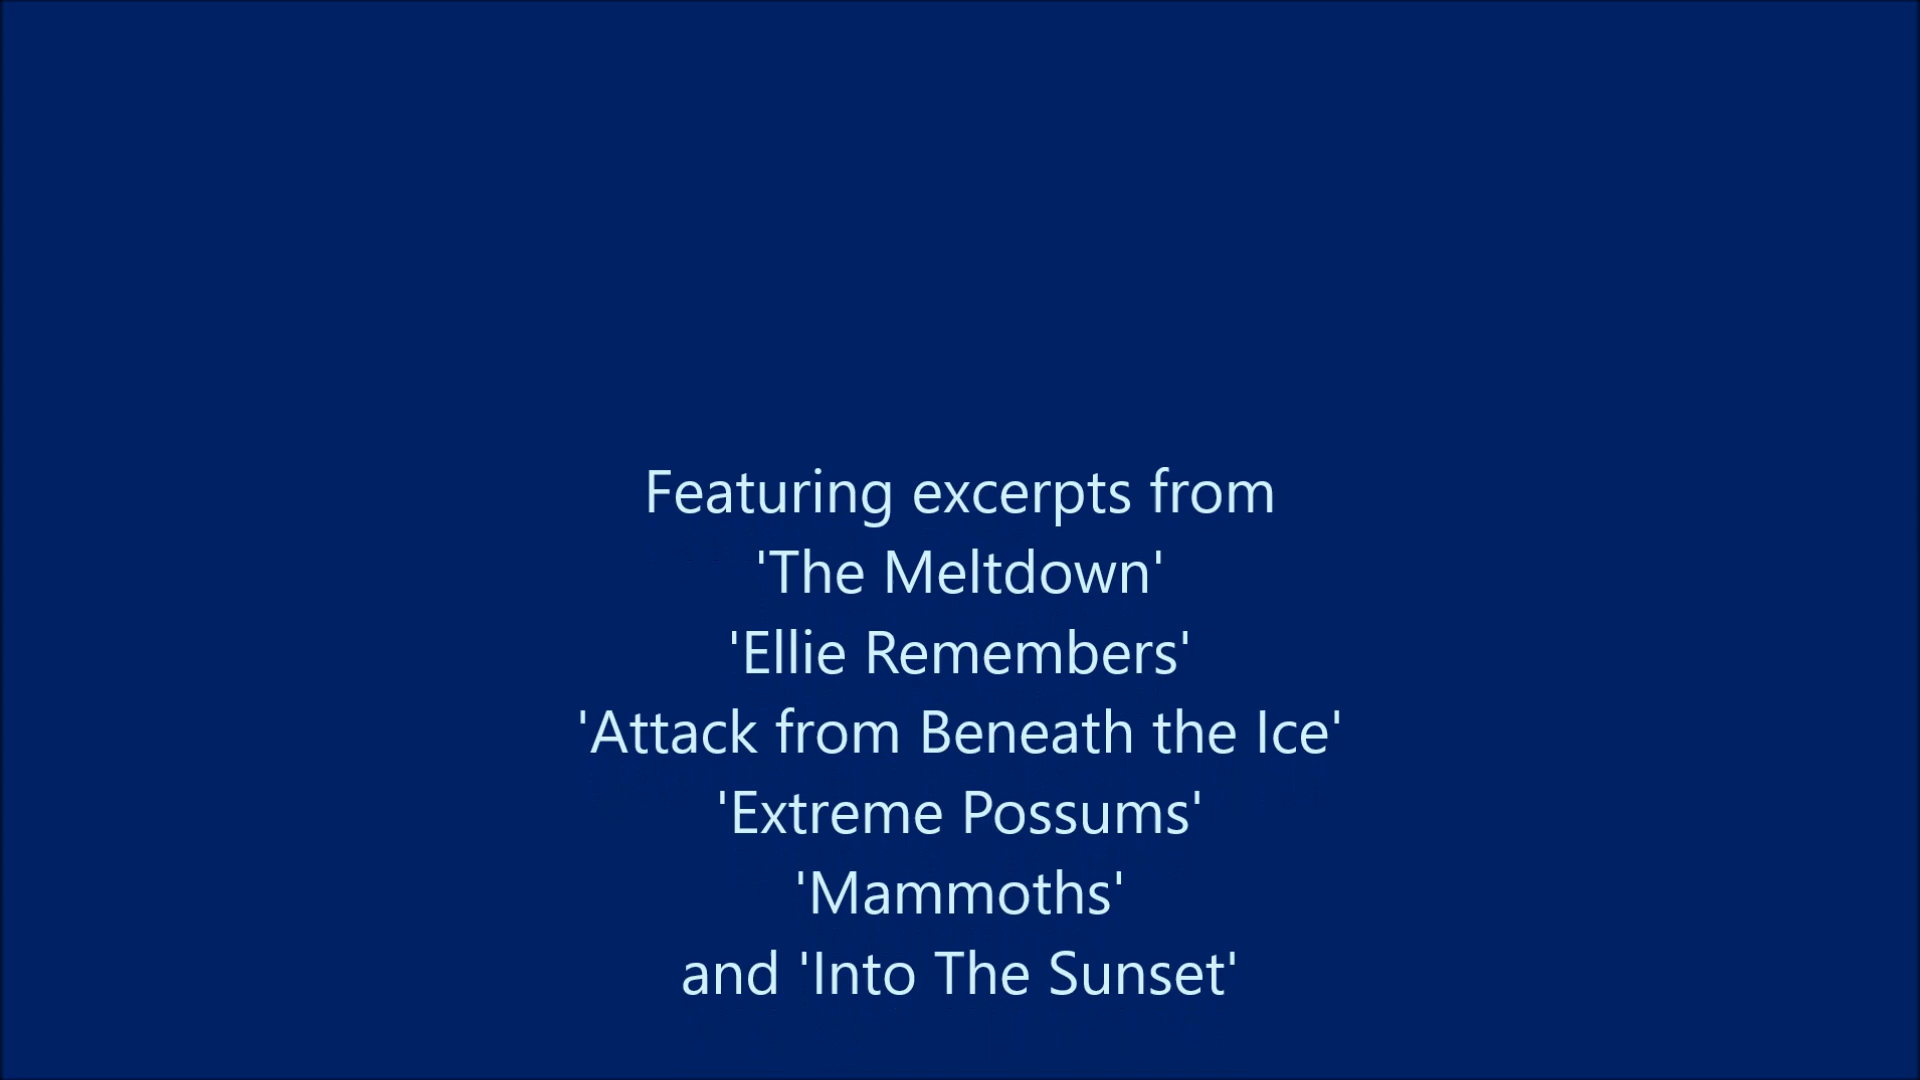 Featuring excerpts from
'The Meltdown'
'Ellie Remembers'
'Attack from Beneath the Ice'
'Extreme Possums'
'Mammoths'
and 'Into The Sunset'